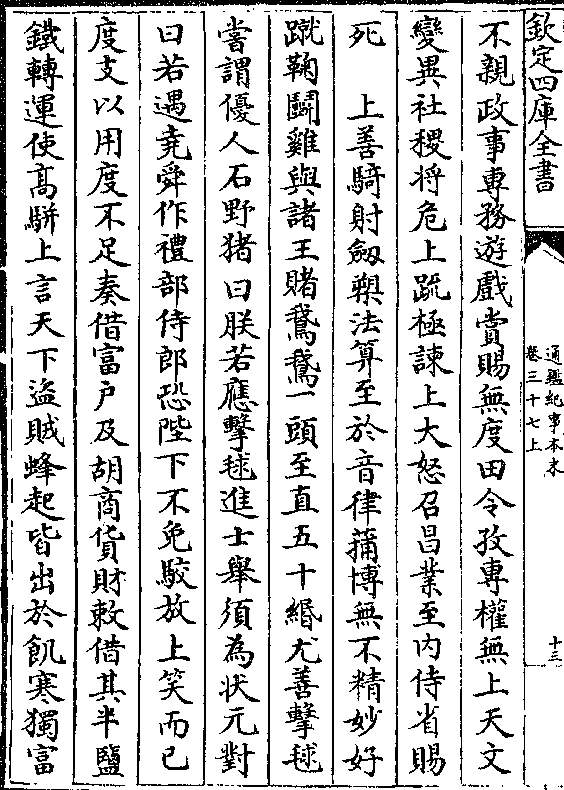 欽定四庫全書
通鑑紀事本末
卷三十七上
十三
不親政事專務遊戲賞賜無度田令孜專權無上天文
變異社稷將危上䟽極諫上大怒召昌業至内侍省賜
死　上善騎射劔槊法算至於音律蒱博無不精妙好
蹴鞠鬭雞與諸王賭鵞鵞一頭至直五十緡尤善擊毬
嘗謂優人石野猪曰朕若應擊毬進士舉須為狀元對
曰若遇堯舜作禮部侍郎恐陛下不免駮放上笑而已
度支以用度不足奏借富户及胡商貨財敕借其半鹽
鐵轉運使髙駢上言天下盗賊蜂起皆出於飢寒獨富